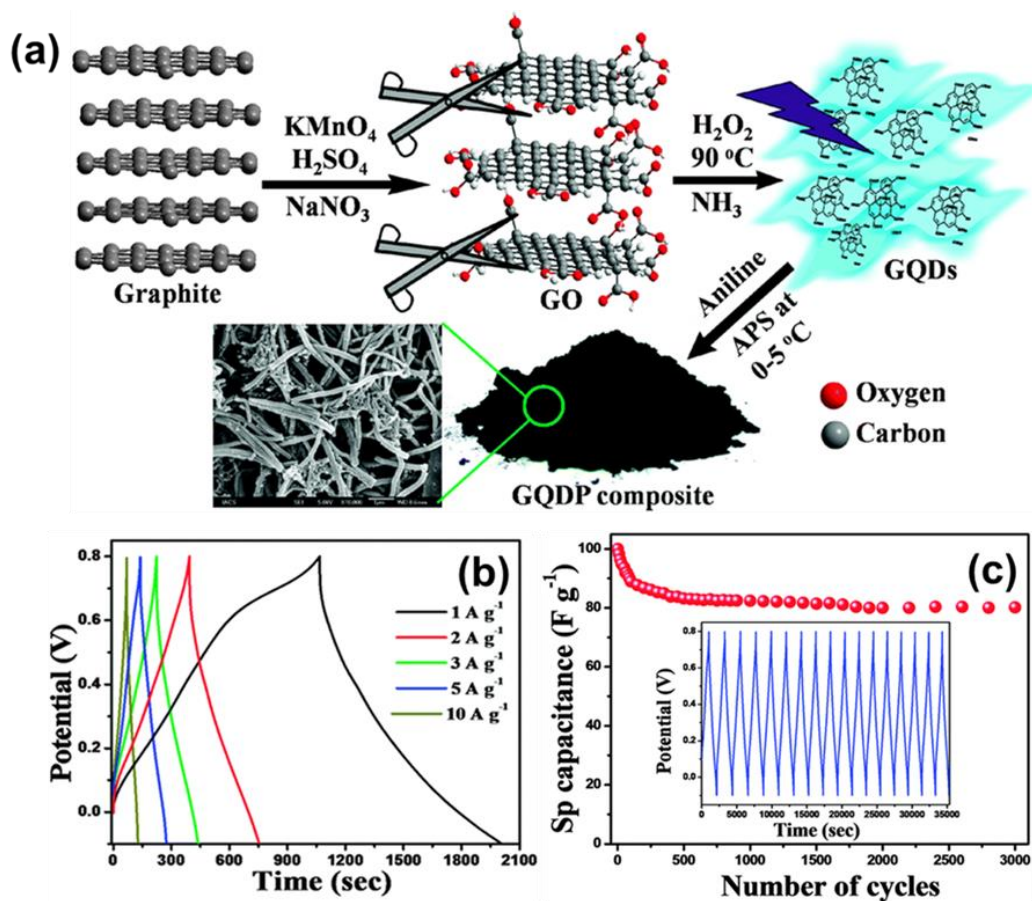 (a)
Graphite
KMnO₄
H₂SO₄
NaNO₃
GO
H₂O₂
90 °C
NH₃
GQDs
Aniline
APS at
0-5 °C
GQDP composite
Oxygen
Carbon
(b)
Potential (V)
0.8
0.6
0.4
0.2
0.0
1 A g⁻¹
2 A g⁻¹
3 A g⁻¹
5 A g⁻¹
10 A g⁻¹
0 300 600 900 1200 1500 1800 2100
Time (sec)
(c)
Sp capacitance (F g⁻¹)
100
80
60
40
20
0
Potential (V)
0.8
0.4
0.0
0 5000 10000 15000 20000 25000 30000 35000
Time (sec)
0 500 1000 1500 2000 2500 3000
Number of cycles